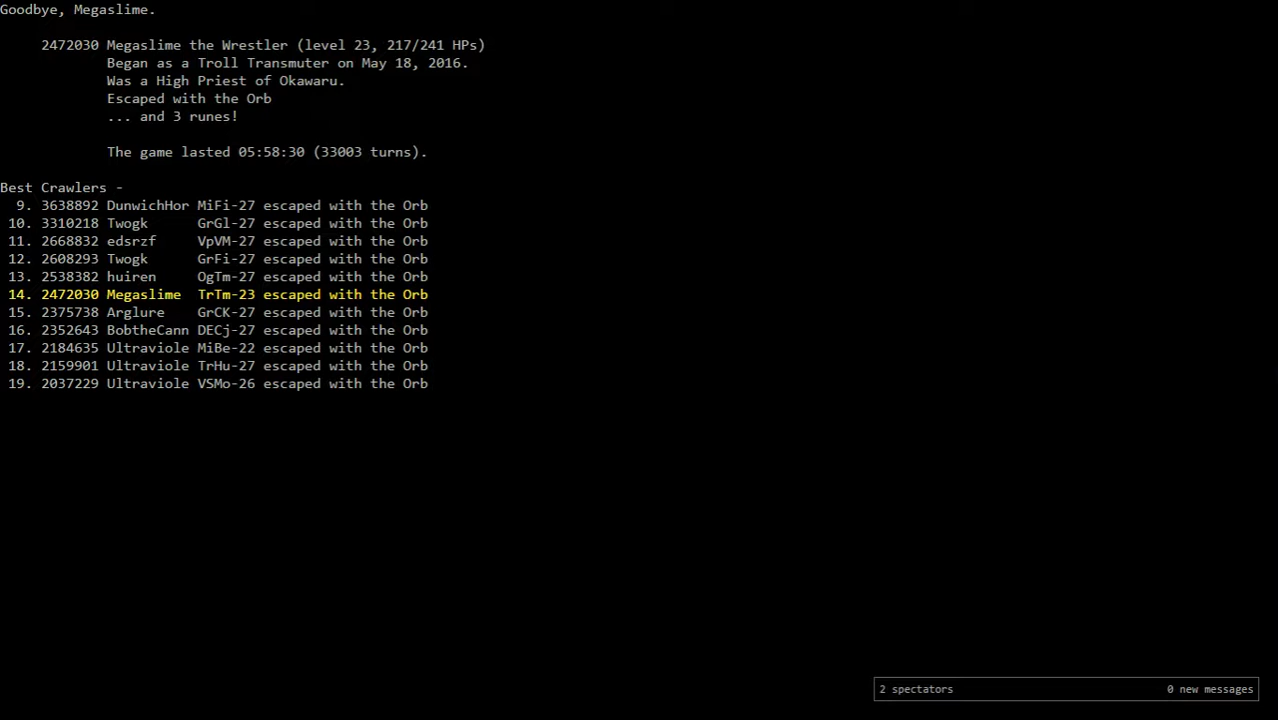 Goodbye, Megaslime.
2472030 Megaslime the Wrestler (level 23, 217/241 HPs)
Began as a Troll Transmuter on May 18, 2016.
Was a High Priest of Okawaru.
Escaped with the Orb
... and 3 runes!
The game lasted 05:58:30 (33003 turns).
Best Crawlers -
9. 3638892 DunwichHor MiFi-27 escaped with the Orb
10. 3310218 Twogk GrGl-27 escaped with the Orb
11. 2668832 edsrzf VpVM-27 escaped with the Orb
12. 2608293 Twogk GrFi-27 escaped with the Orb
13. 2538382 huiren OgTm-27 escaped with the Orb
14. 2472030 Megaslime TrTm-23 escaped with the Orb
15. 2375738 Arglure GrCK-27 escaped with the Orb
16. 2352643 BobtheCann DECj-27 escaped with the Orb
17. 2184635 Ultraviole MiBe-22 escaped with the Orb
18. 2159901 Ultraviole TrHu-27 escaped with the Orb
19. 2037229 Ultraviole VSMo-26 escaped with the Orb
2 spectators 0 new messages